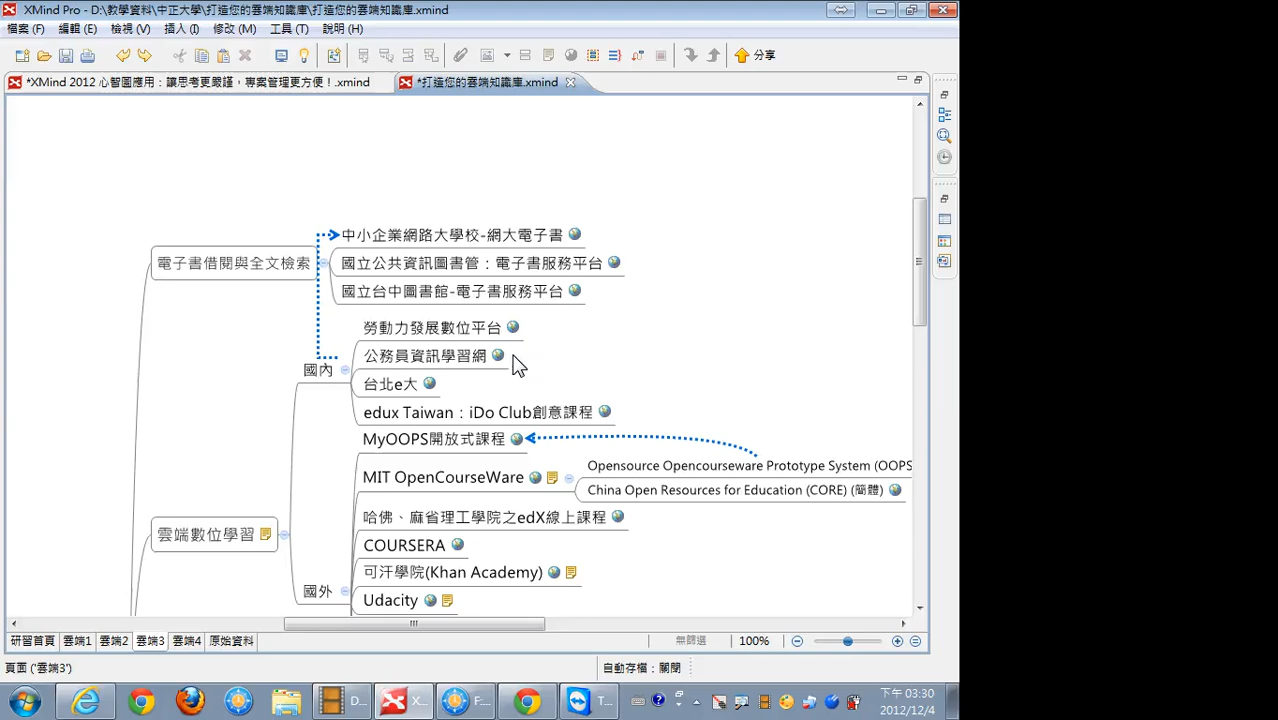 XMind Pro - D:\教學資料\中正大學\打造您的雲端知識庫\打造您的雲端知識庫.xmind
檔案 (F) 編輯 (E) 檢視 (V) 插入 (I) 修改 (M) 工具 (T) 說明 (H)
分享
*XMind 2012 心智圖應用：讓思考更嚴謹，專案管理更方便！.xmind
*打造您的雲端知識庫.xmind
中小企業網路大學校-網大電子書
電子書借閱與全文檢索
國立公共資訊圖書管：電子書服務平台
國立台中圖書館-電子書服務平台
勞動力發展數位平台
公務員資訊學習網
國內
台北e大
edux Taiwan：iDo Club創意課程
MyOOPS開放式課程
Opensource Opencourseware Prototype System (OOPS
MIT OpenCourseWare
China Open Resources for Education (CORE) (簡體)
哈佛、麻省理工學院之edX線上課程
雲端數位學習
COURSERA
可汗學院(Khan Academy)
國外
Udacity
研習首頁 雲端1 雲端2 雲端3 雲端4 原始資料
無篩選 100%
頁面 ('雲端3')
自動存檔：關閉
D...
X...
F...
T...
下午 03:30
2012/12/4